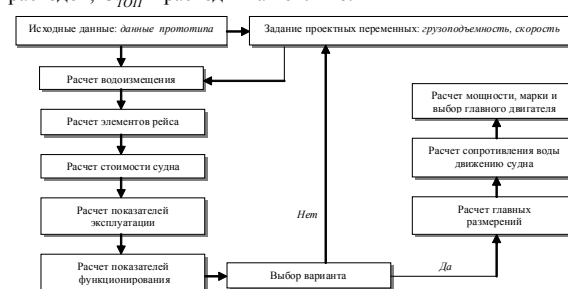 Исходные данные: данные прототипа
Задание проектных переменных: грузоподъемность, скорость
Расчет водоизмещения
Расчет элементов рейса
Расчет стоимости судна
Расчет показателей
эксплуатации
Расчет показателей
функционирования
Выбор варианта
Нет
Да
Расчет мощности, марки и
выбор главного двигателя
Расчет сопротивления воды
движению судна
Расчет главных
размерений